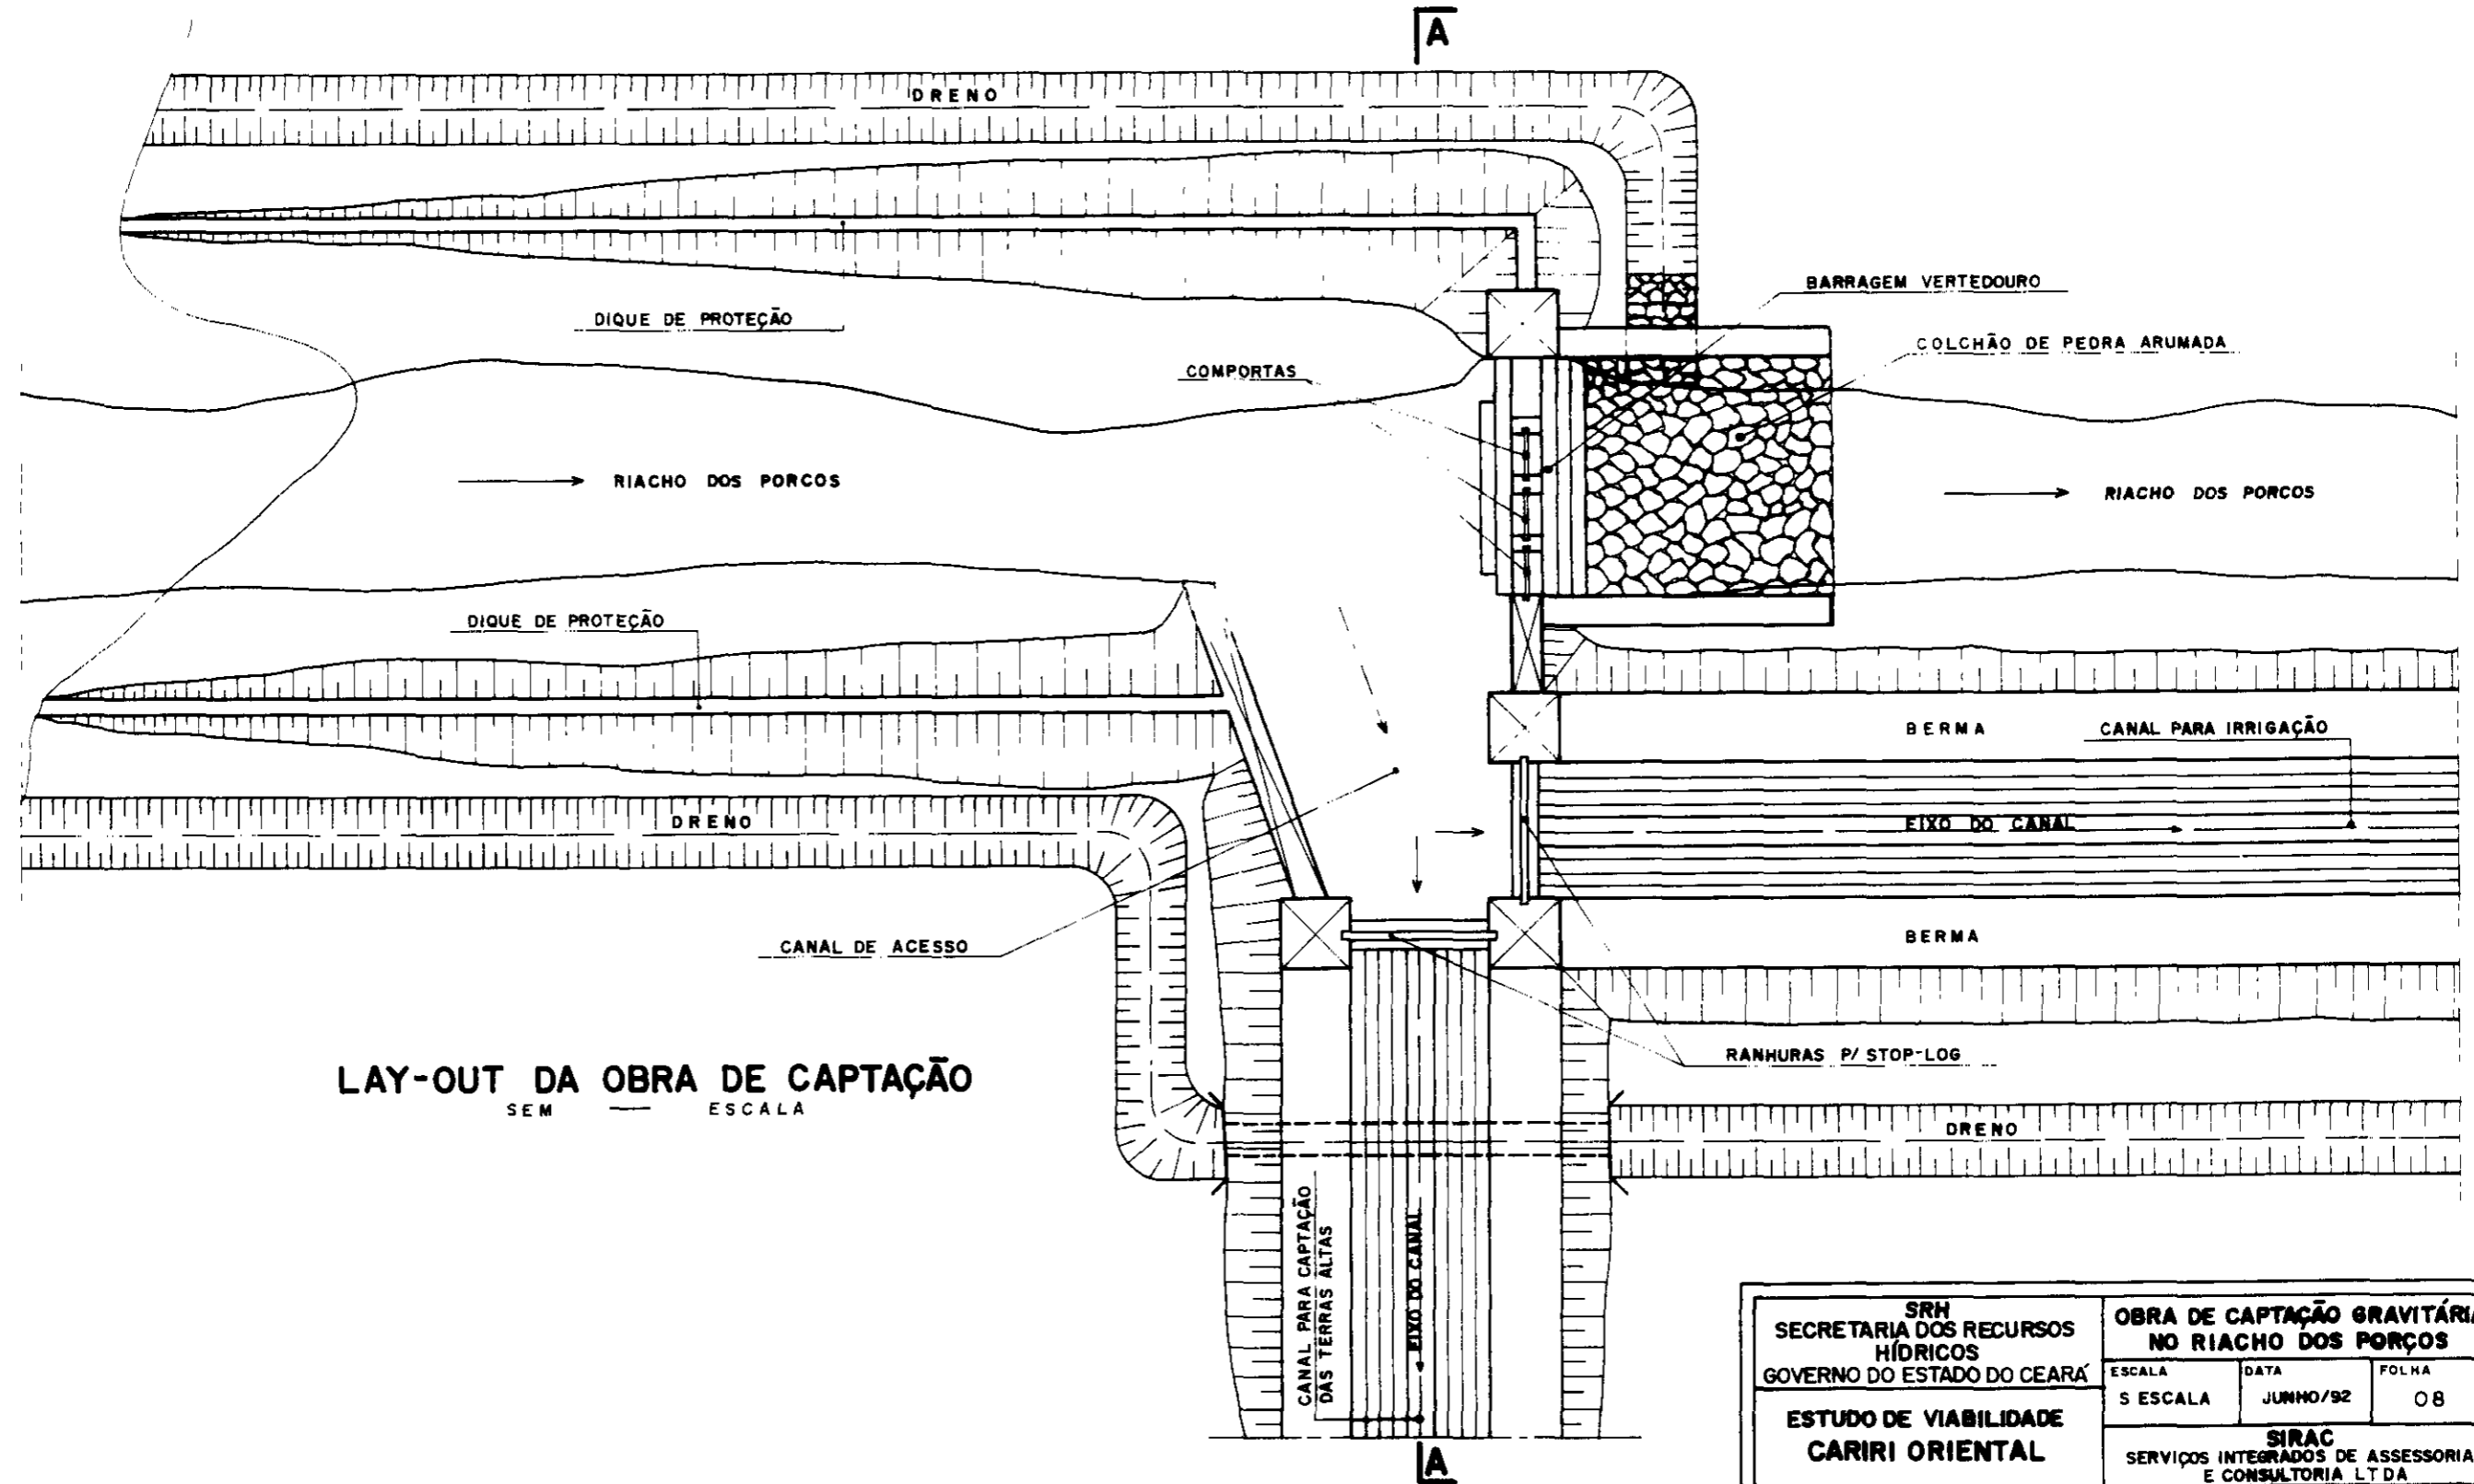 A
DRENO
BARRAGEM VERTEDOURO
DIQUE DE PROTEÇÃO
COLCHÃO DE PEDRA ARUMADA
COMPORTAS
RIACHO DOS PORCOS
RIACHO DOS PORCOS
DIQUE DE PROTEÇÃO
BERMA
CANAL PARA IRRIGAÇÃO
DRENO
EIXO DO CANAL
CANAL DE ACESSO
BERMA
RANHURAS P/ STOP-LOG
LAY-OUT DA OBRA DE CAPTAÇÃO
SEM — ESCALA
DRENO
CANAL PARA CAPTAÇÃO
DAS TERRAS ALTAS
EIXO DO CANAL
A
SRH
SECRETARIA DOS RECURSOS
HÍDRICOS
GOVERNO DO ESTADO DO CEARÁ
ESTUDO DE VIABILIDADE
CARIRI ORIENTAL
OBRA DE CAPTAÇÃO GRAVITÁRIA
NO RIACHO DOS PORÇOS
ESCALA
S ESCALA
DATA
JUNHO/92
FOLHA
08
SIRAC
SERVIÇOS INTEGRADOS DE ASSESSORIA
E CONSULTORIA LTDA